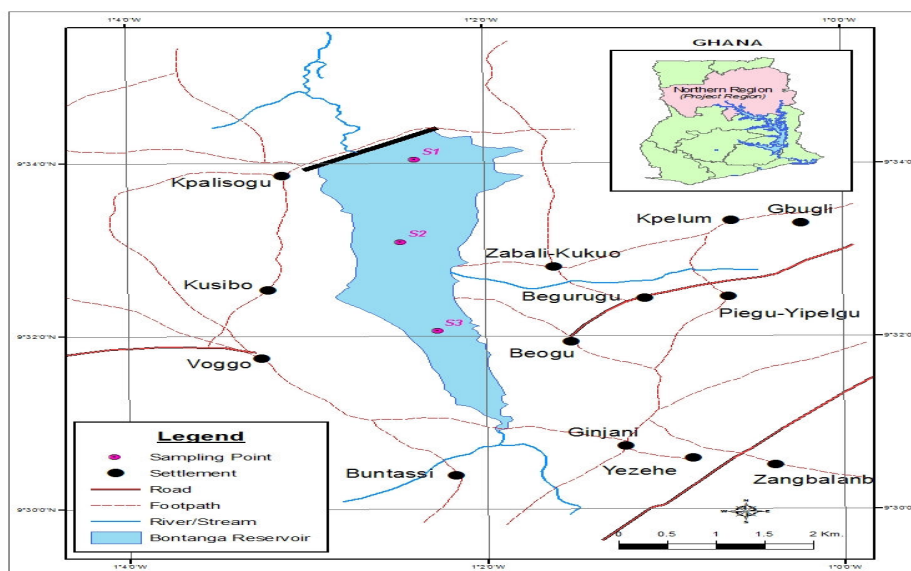 1°4'0"W 1°2'0"W 1°0'0"W
GHANA
Northern Region
(Project Region)
9°34'0"N 9°34'0"N
S1
Kpalisogu
S2
Kpelum Gbugli
Zabali-Kukuo
Kusibo
Begurugu
Piegu-Yipelgu
S3
9°32'0"N 9°32'0"N
Beogu
Voggo
Legend
Sampling Point
Settlement
Road
Footpath
River/Stream
Bontanga Reservoir
Ginjani
Buntassi
Yezehe
Zangbalanb
9°30'0"N 9°30'0"N
0 0.5 1 1.5 2 Km.
1°4'0"W 1°2'0"W 1°0'0"W